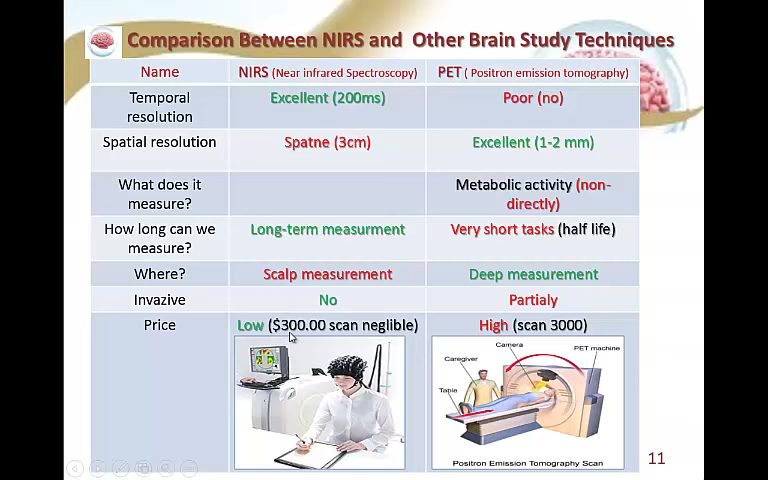 Comparison Between NIRS and Other Brain Study Techniques
Name NIRS (Near infrared Spectroscopy) PET ( Positron emission tomography)
Temporal resolution Excellent (200ms) Poor (no)
Spatial resolution Spatne (3cm) Excellent (1-2 mm)
What does it measure? Metabolic activity (non-directly)
How long can we measure? Long-term measurment Very short tasks (half life)
Where? Scalp measurement Deep measurement
Invazive No Partialy
Price Low ($300.00 scan neglible) High (scan 3000)
Camera
Caregiver
PET machine
Table
Positron Emission Tomography Scan
11